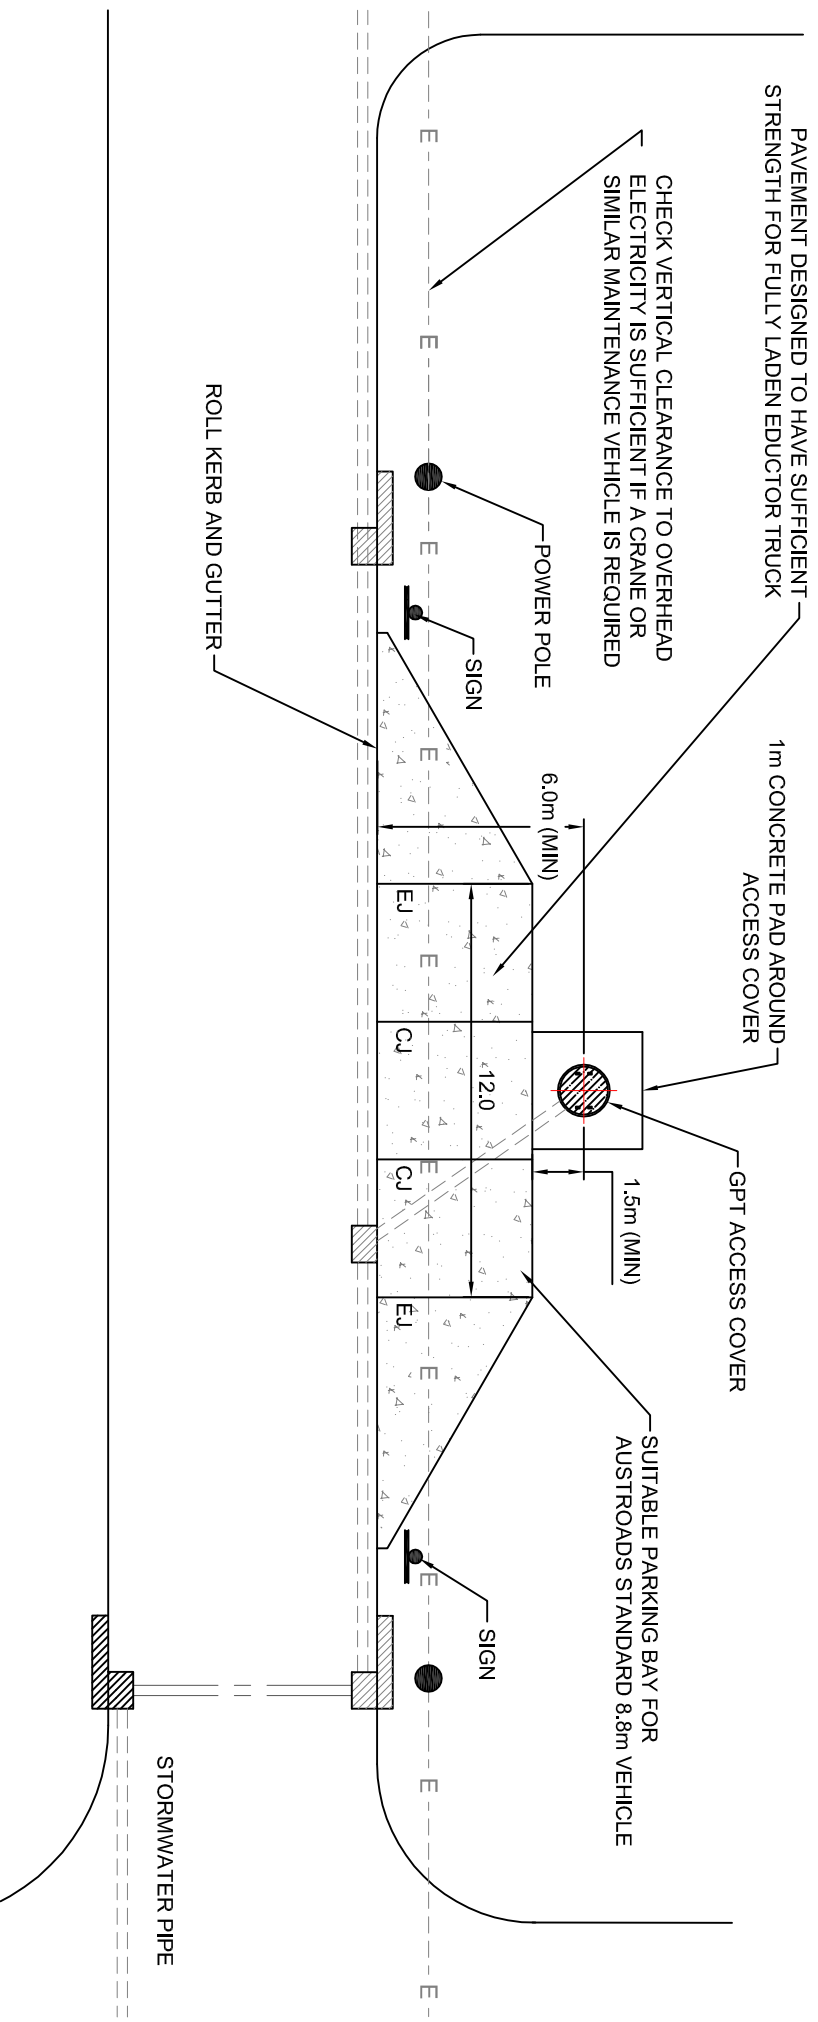 PAVEMENT DESIGNED TO HAVE SUFFICIENT
STRENGTH FOR FULLY LADEN EDUCTOR TRUCK
1m CONCRETE PAD AROUND
ACCESS COVER
GPT ACCESS COVER
CHECK VERTICAL CLEARANCE TO OVERHEAD
ELECTRICITY IS SUFFICIENT IF A CRANE OR
SIMILAR MAINTENANCE VEHICLE IS REQUIRED
SUITABLE PARKING BAY FOR
AUSTROADS STANDARD 8.8m VEHICLE
1.5m (MIN)
6.0m (MIN)
POWER POLE
SIGN
12.0
SIGN
E
E
E
E
E
E
E
E
E
E
EJ
CJ
CJ
EJ
ROLL KERB AND GUTTER
STORMWATER PIPE